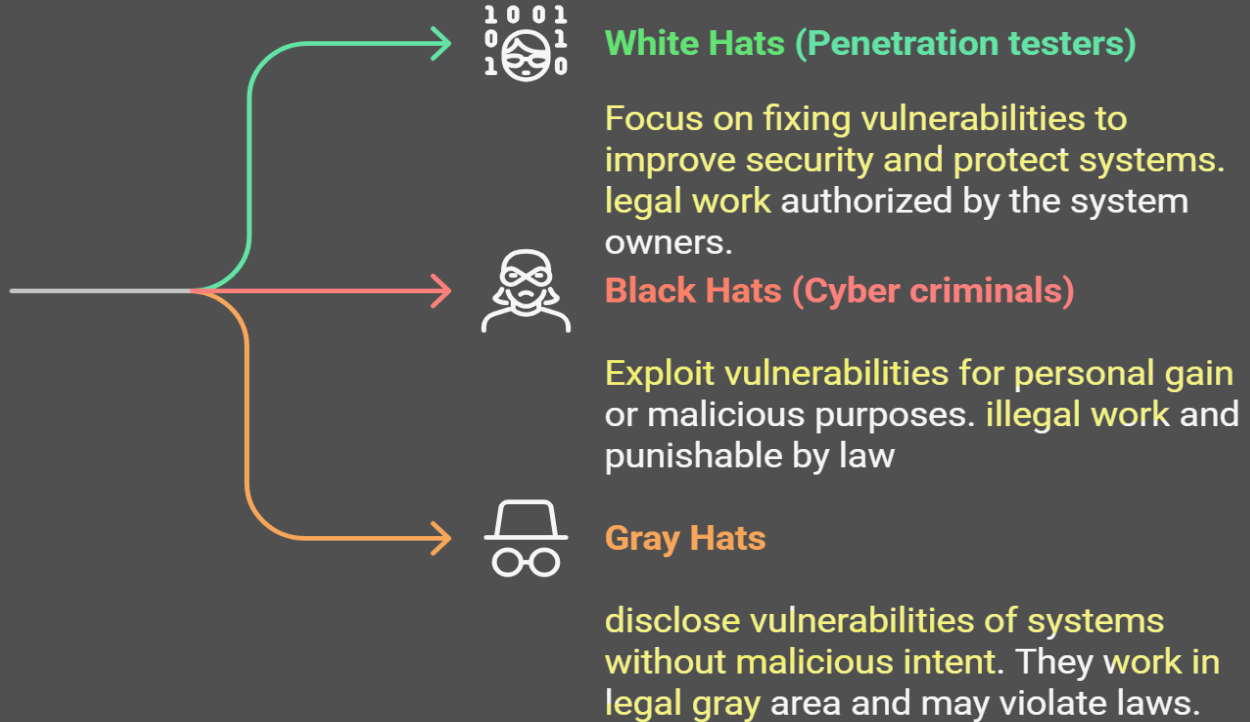 1 0 0 1
0 1
1 0
White Hats (Penetration testers)
Focus on fixing vulnerabilities to
improve security and protect systems.
legal work authorized by the system
owners.
Black Hats (Cyber criminals)
Exploit vulnerabilities for personal gain
or malicious purposes. illegal work and
punishable by law
Gray Hats
disclose vulnerabilities of systems
without malicious intent. They work in
legal gray area and may violate laws.